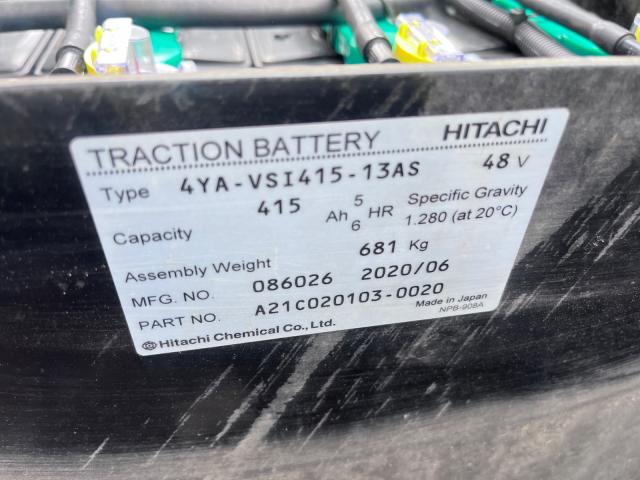 TRACTION BATTERY HITACHI
Type 4YA-VSI415-13AS 48 V
Capacity 415 Ah 5 HR Specific Gravity
6 1.280 (at 20°C)
Assembly Weight 681 Kg
MFG. NO. 086026 2020/06
PART NO. A21C020103-0020 Made in Japan
NPB-908A
Hitachi Chemical Co., Ltd.